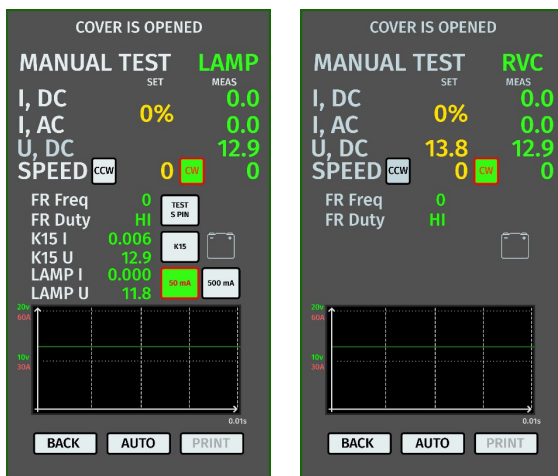 COVER IS OPENED
MANUAL TEST LAMP
SET MEAS
I, DC 0.0
0%
I, AC 0.0
U, DC 12.9
SPEED CCW 0 CW 0
FR Freq 0 TEST S PIN
FR Duty HI
K15 I 0.006 K15
K15 U 12.9
LAMP I 0.000 50 mA 500 mA
LAMP U 11.8
20v
60A
10v
30A
0.01s
BACK AUTO PRINT
COVER IS OPENED
MANUAL TEST RVC
SET MEAS
I, DC 0.0
0%
I, AC 0.0
U, DC 13.8 12.9
SPEED CCW 0 CW 0
FR Freq 0
FR Duty HI
20v
60A
10v
30A
0.01s
BACK AUTO PRINT